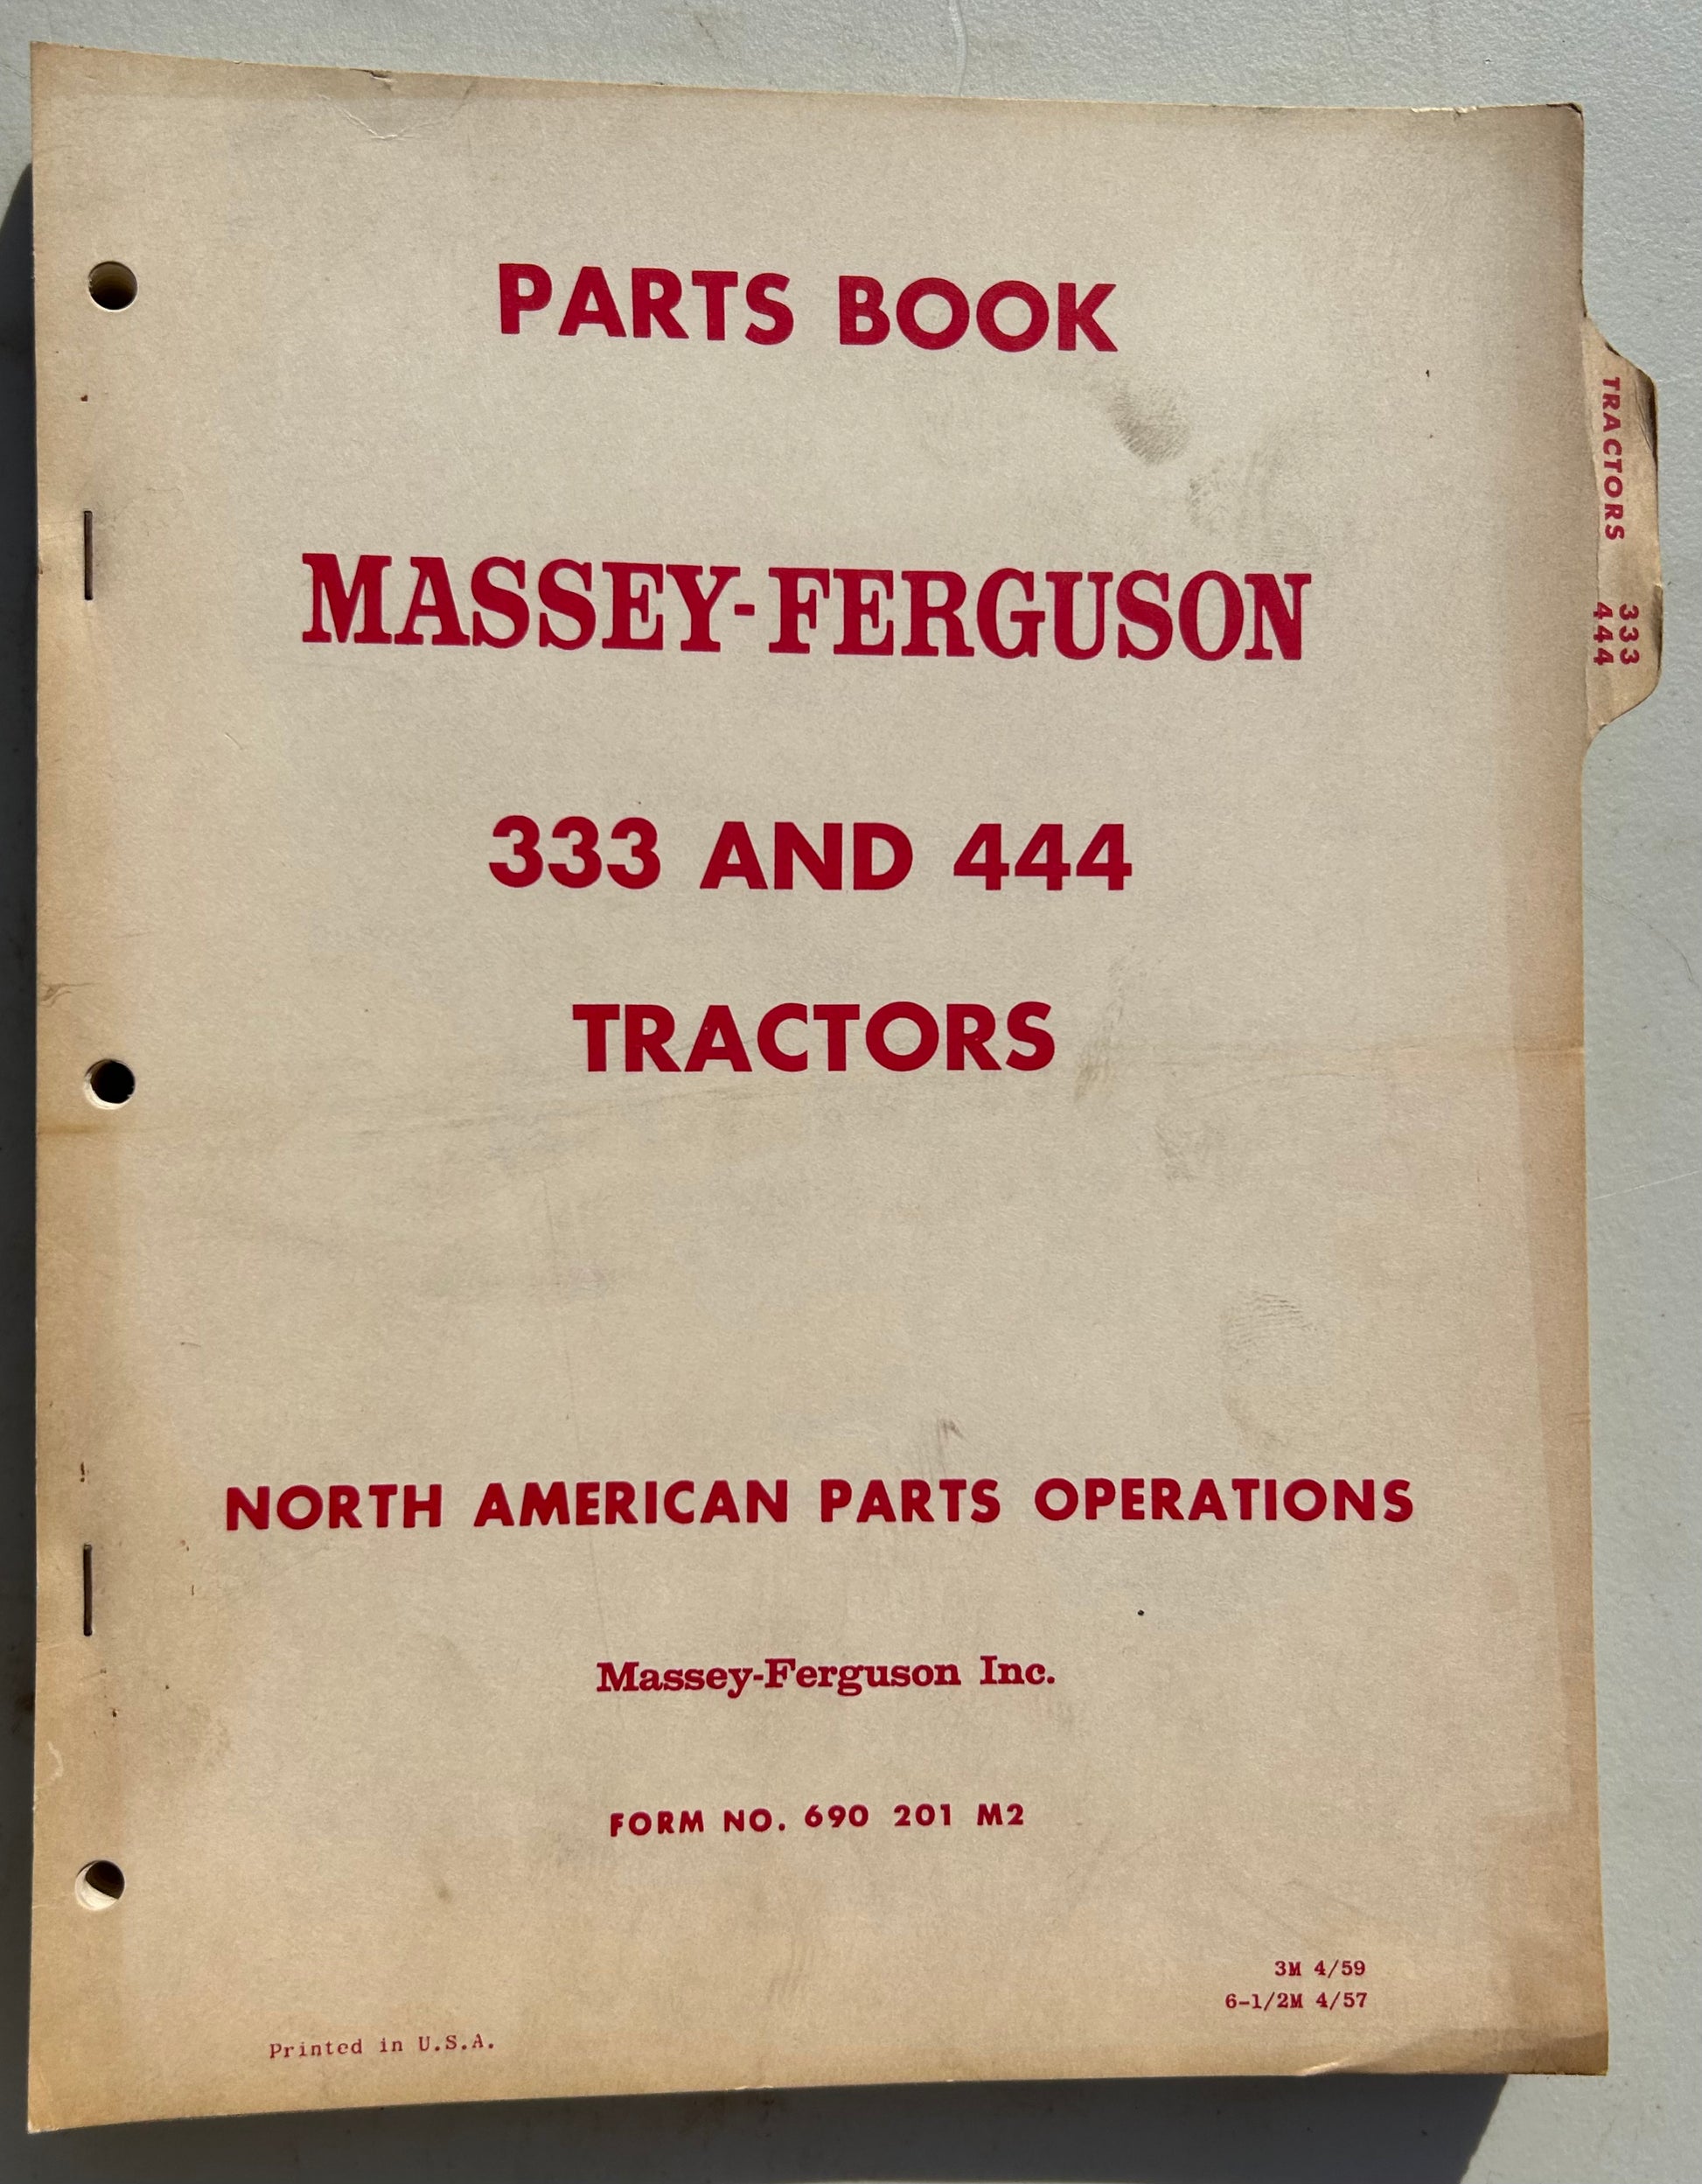 PARTS BOOK
MASSEY-FERGUSON
333 AND 444
TRACTORS
NORTH AMERICAN PARTS OPERATIONS
Massey-Ferguson Inc.
FORM NO. 690 201 M2
3M 4/59
6-1/2M 4/57
Printed in U.S.A.
TRACTORS 333
444